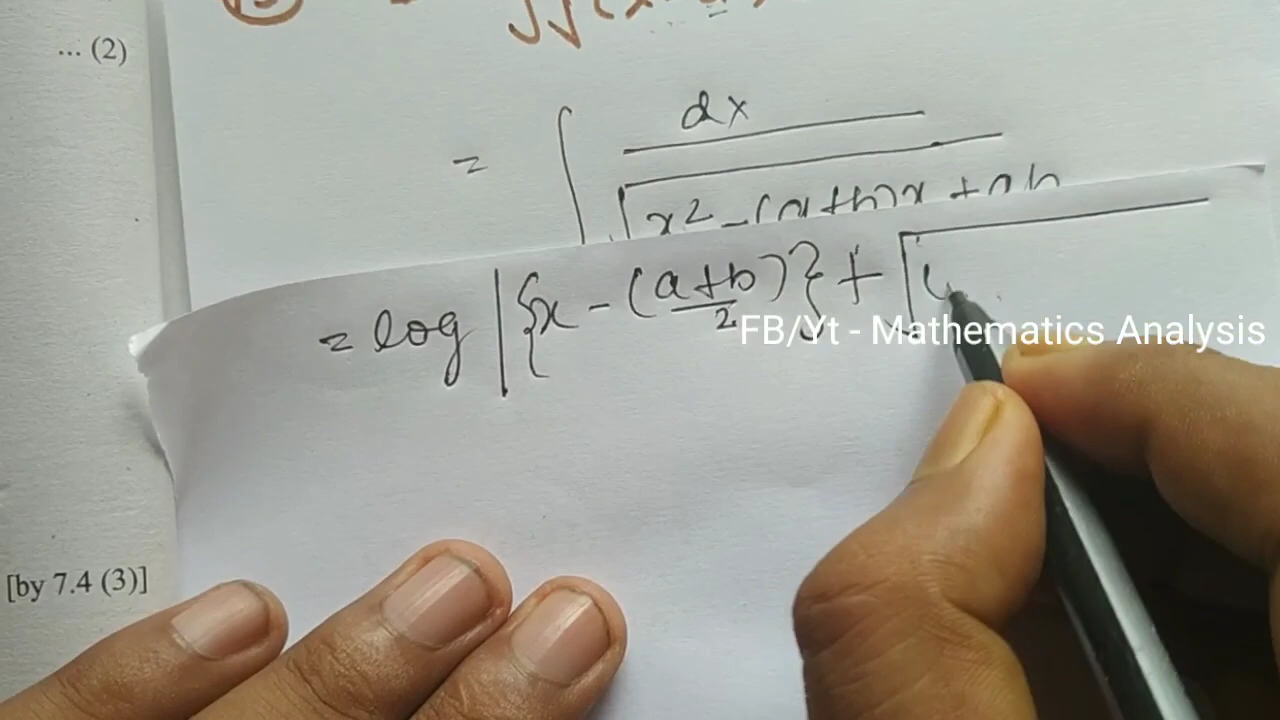 ... (2)
= ∫ dx
√x² - (a+b)x + ab
= log |{x - (a+b)/2} + √(
FB/Yt - Mathematics Analysis
[by 7.4 (3)]